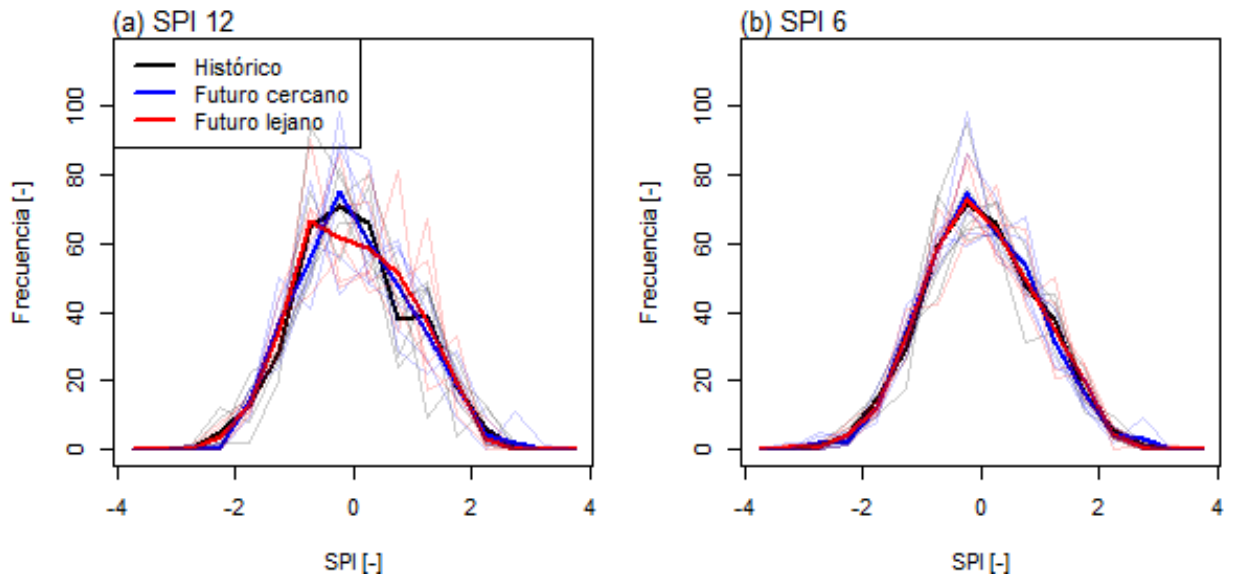 (a) SPI 12
Histórico
Futuro cercano
Futuro lejano
Frecuencia [-]
100
80
60
40
20
0
-4
-2
0
2
4
SPI [-]
(b) SPI 6
Frecuencia [-]
100
80
60
40
20
0
-4
-2
0
2
4
SPI [-]